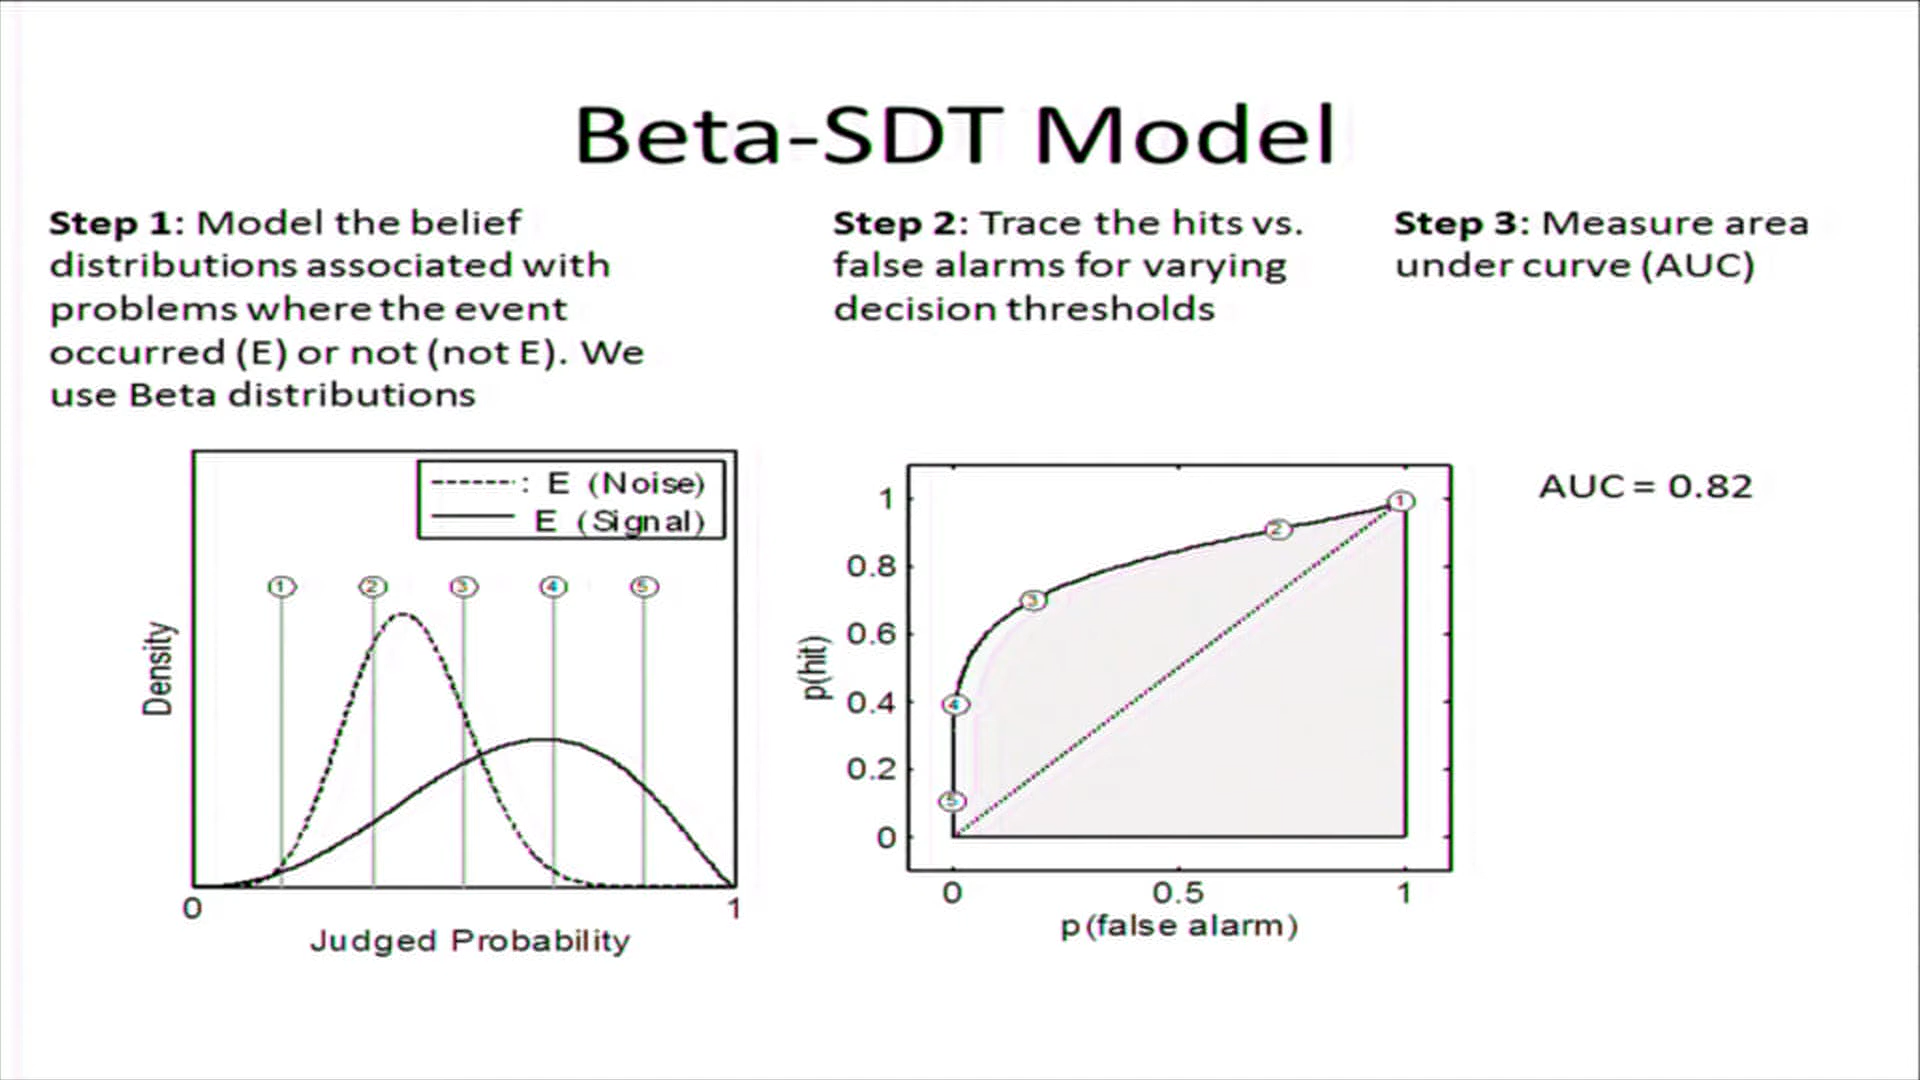 Beta-SDT Model
Step 1: Model the belief
distributions associated with
problems where the event
occurred (E) or not (not E). We
use Beta distributions
Step 2: Trace the hits vs.
false alarms for varying
decision thresholds
Step 3: Measure area
under curve (AUC)
: E (Noise)
E (Signal)
1 2 3 4 5
Density
0 1
Judged Probability
1
0.8
0.6
0.4
0.2
0
p(hit)
1
2
3
4
5
0 0.5 1
p(false alarm)
AUC = 0.82